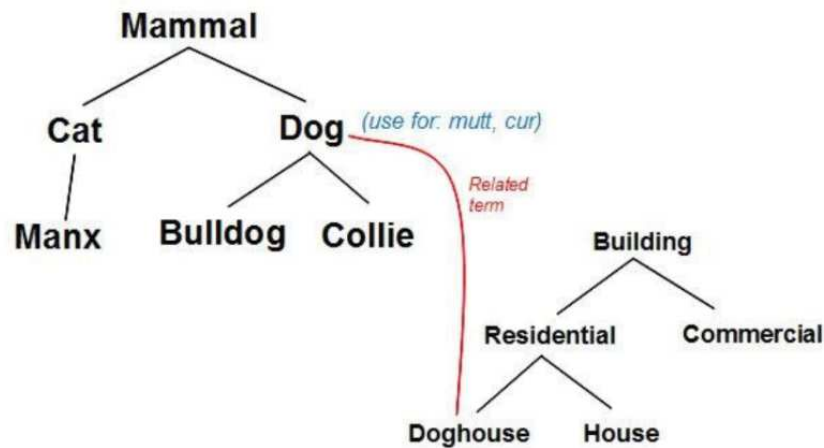 Mammal
Cat
Dog
(use for: mutt, cur)
Manx
Bulldog
Collie
Related
term
Building
Residential
Commercial
Doghouse
House